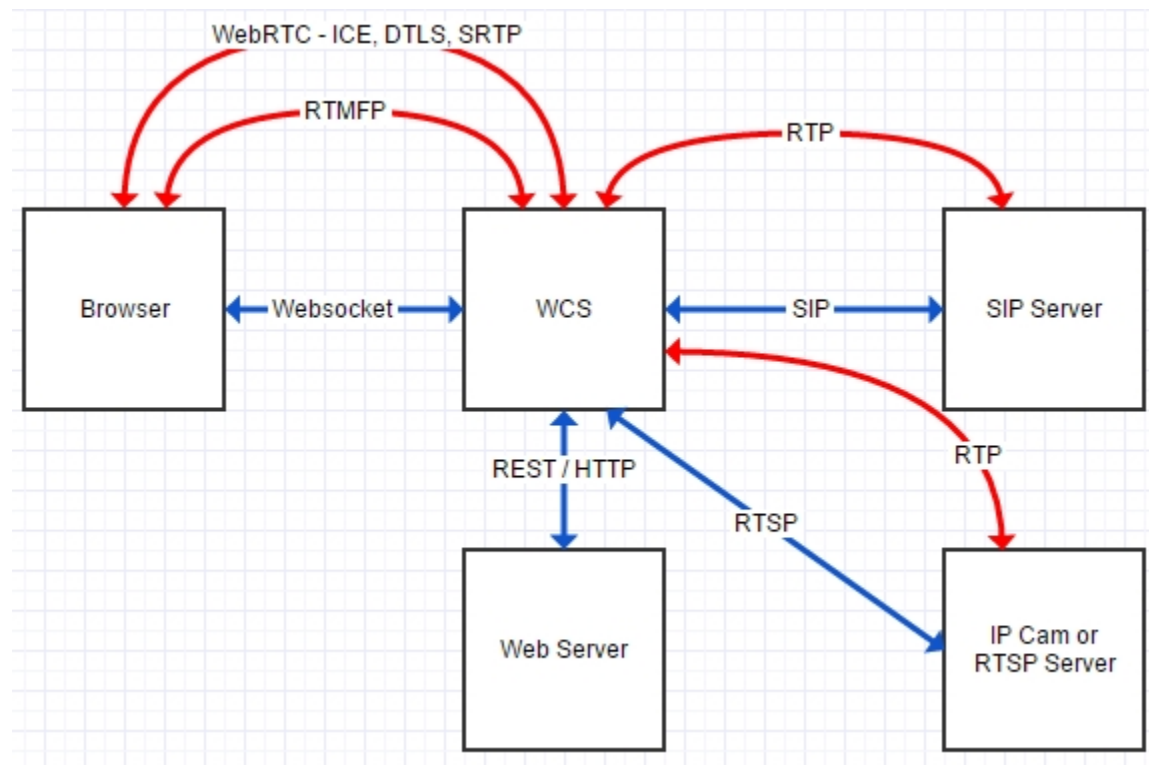 WebRTC - ICE, DTLS, SRTP
RTMFP
RTP
Browser
Websocket
WCS
SIP
SIP Server
RTP
REST / HTTP
RTSP
Web Server
IP Cam or
RTSP Server